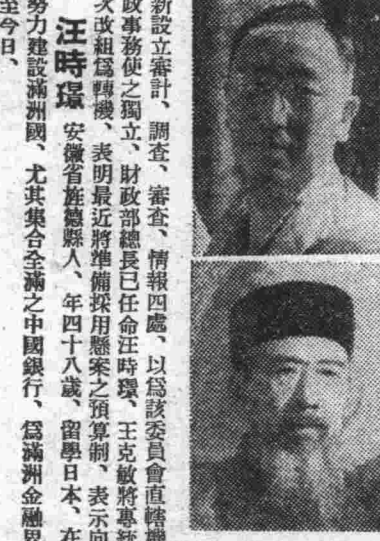 新設立審計、調查、審查、情報四處、以爲該委員會直轄機
政事務使之獨立、財政部總長已任命汪時璟、王克敏將專統
次改組爲轉機、表明最近將準備採用懸案之預算制、表示向
汪時璟 安徽省旌德縣人、年四十八歲、留學日本、在
努力建設滿洲國、尤其集合全滿之中國銀行、爲滿洲金融界
至今日、